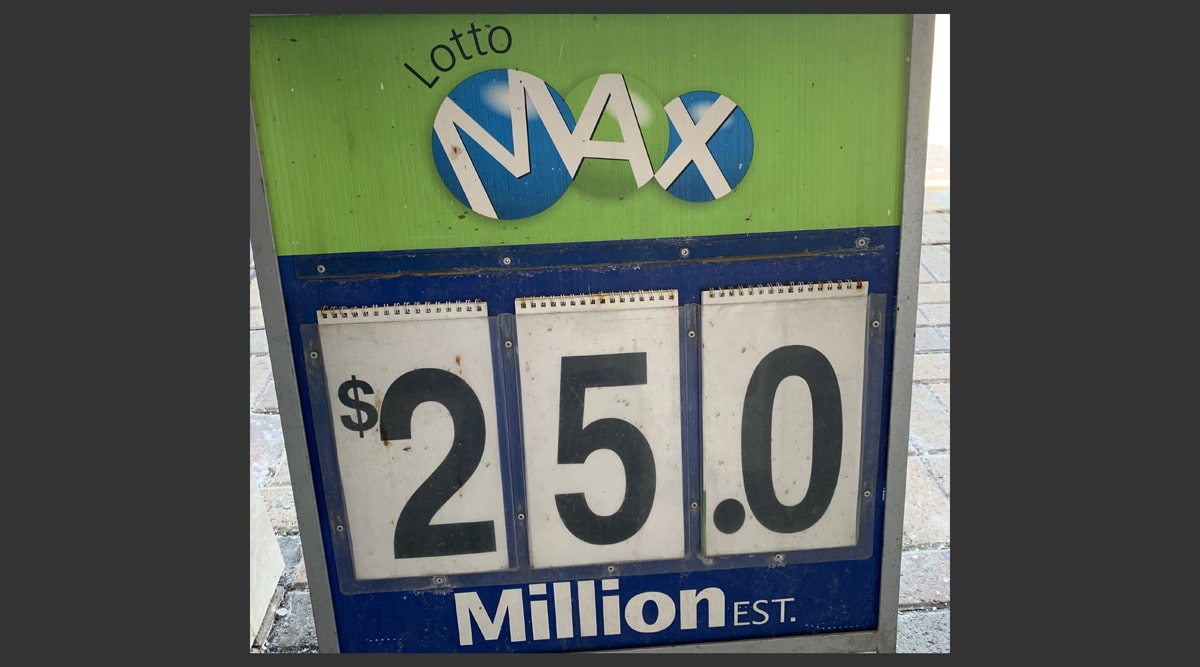 Lotto
MAX
$25.0
Million EST.